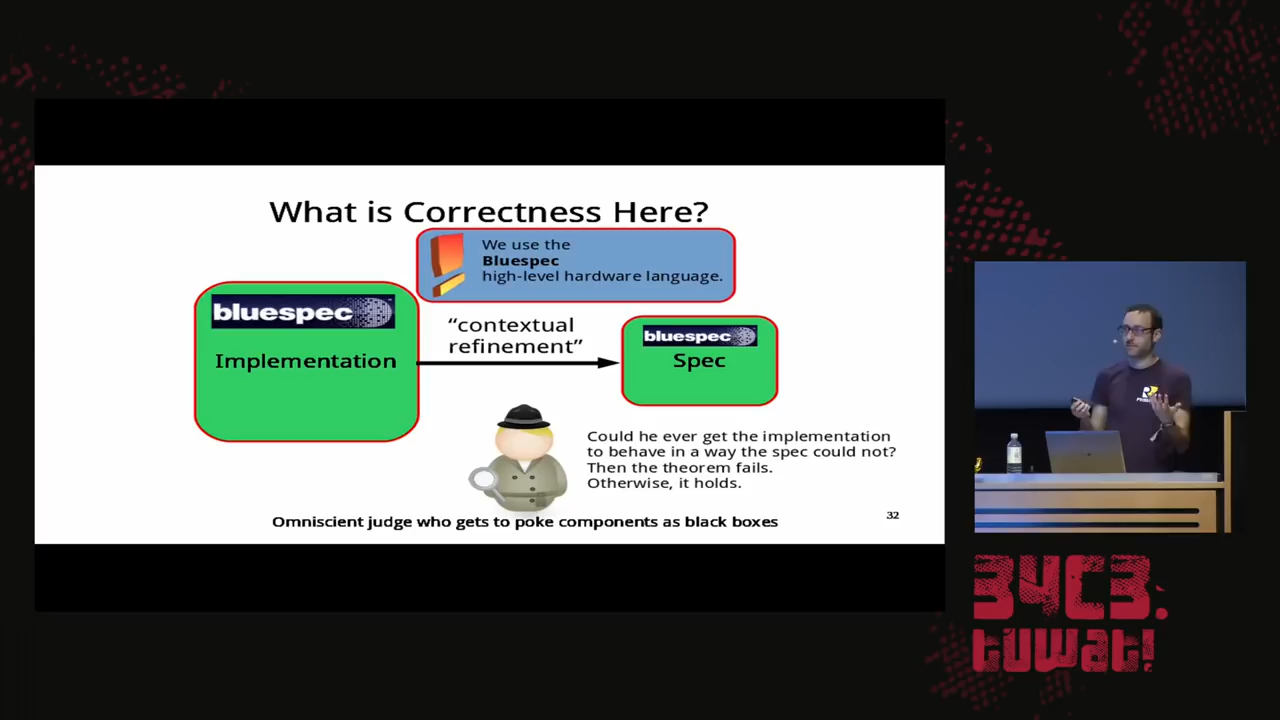 What is Correctness Here?
We use the
Bluespec
high-level hardware language.
bluespec
Implementation
"contextual
refinement"
bluespec
Spec
Could he ever get the implementation
to behave in a way the spec could not?
Then the theorem fails.
Otherwise, it holds.
Omniscient judge who gets to poke components as black boxes
32
34C3.
tuwat!